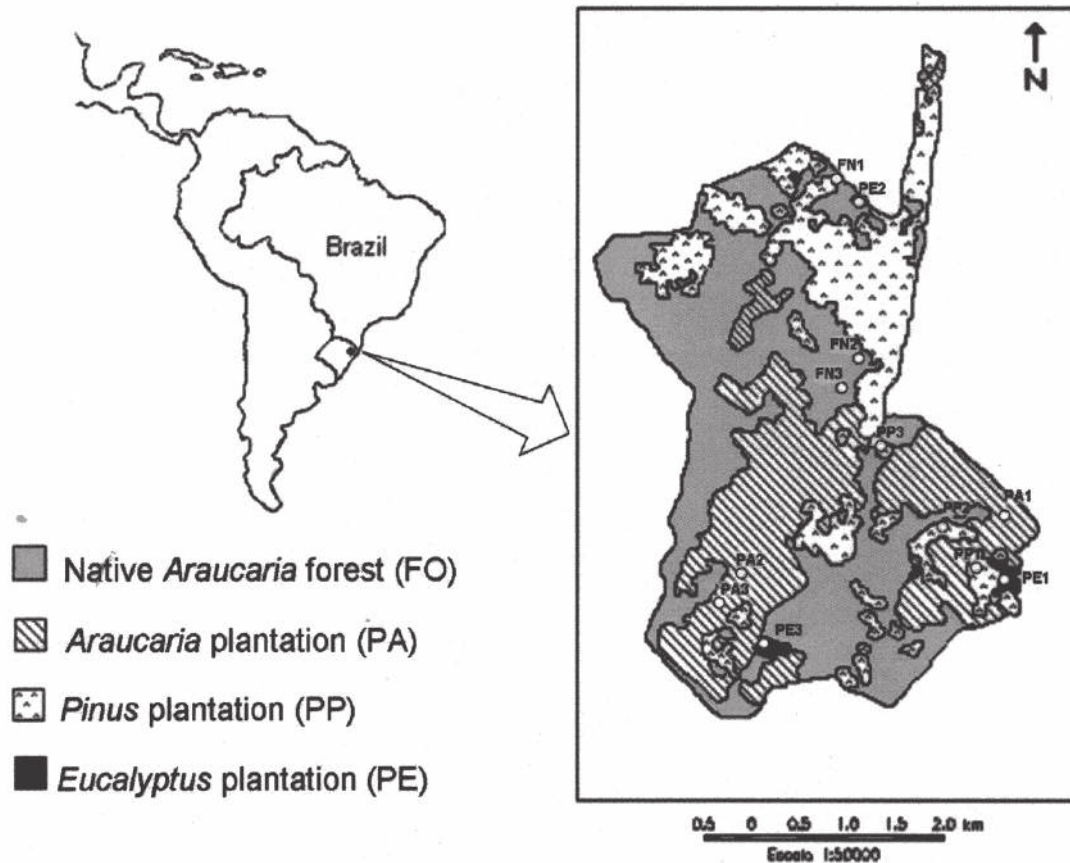 Brazil
Native Araucaria forest (FO)
Araucaria plantation (PA)
Pinus plantation (PP)
Eucalyptus plantation (PE)
N
FN1
PE2
FN2
FN3
PP3
PA1
PP2
PP1
PE1
PA2
PA3
PE3
0.5 0 0.5 1.0 1.5 2.0 km
Escala 1:50000